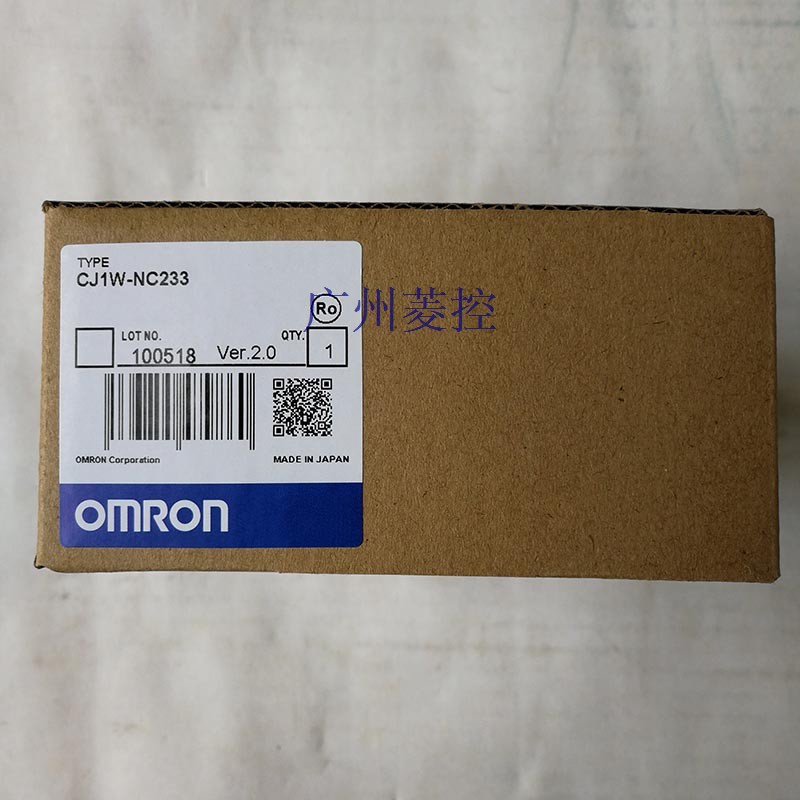 TYPE
CJ1W-NC233
Ro
广州菱控
LOT NO.
QTY.
100518 Ver.2.0 1
OMRON Corporation
MADE IN JAPAN
OMRON